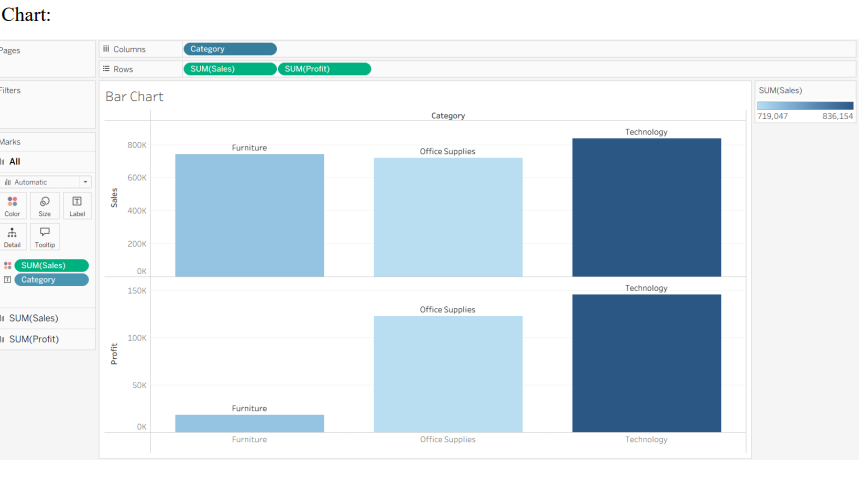 Chart:
Pages
Columns
Category
Rows
SUM(Sales)
SUM(Profit)
Filters
Marks
All
Automatic
Color
Size
Label
Detail
Tooltip
SUM(Sales)
Category
SUM(Sales)
SUM(Profit)
Bar Chart
Category
Sales
800K
600K
400K
200K
0K
Furniture
Office Supplies
Technology
Profit
150K
100K
50K
0K
Furniture
Office Supplies
Technology
Furniture
Office Supplies
Technology
SUM(Sales)
719,047
836,154